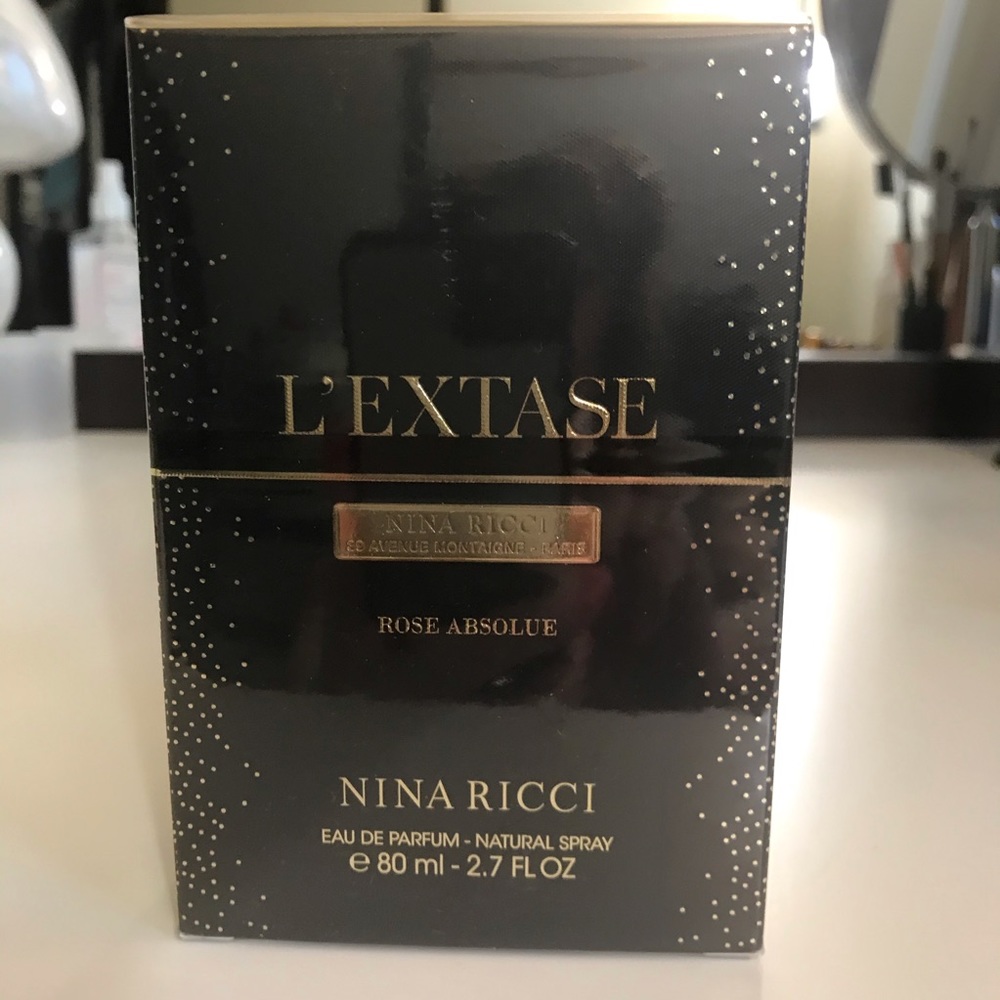 L'EXTASE
NINA RICCI
39 AVENUE MONTAIGNE - PARIS
ROSE ABSOLUE
NINA RICCI
EAU DE PARFUM - NATURAL SPRAY
e 80 ml - 2.7 FL OZ